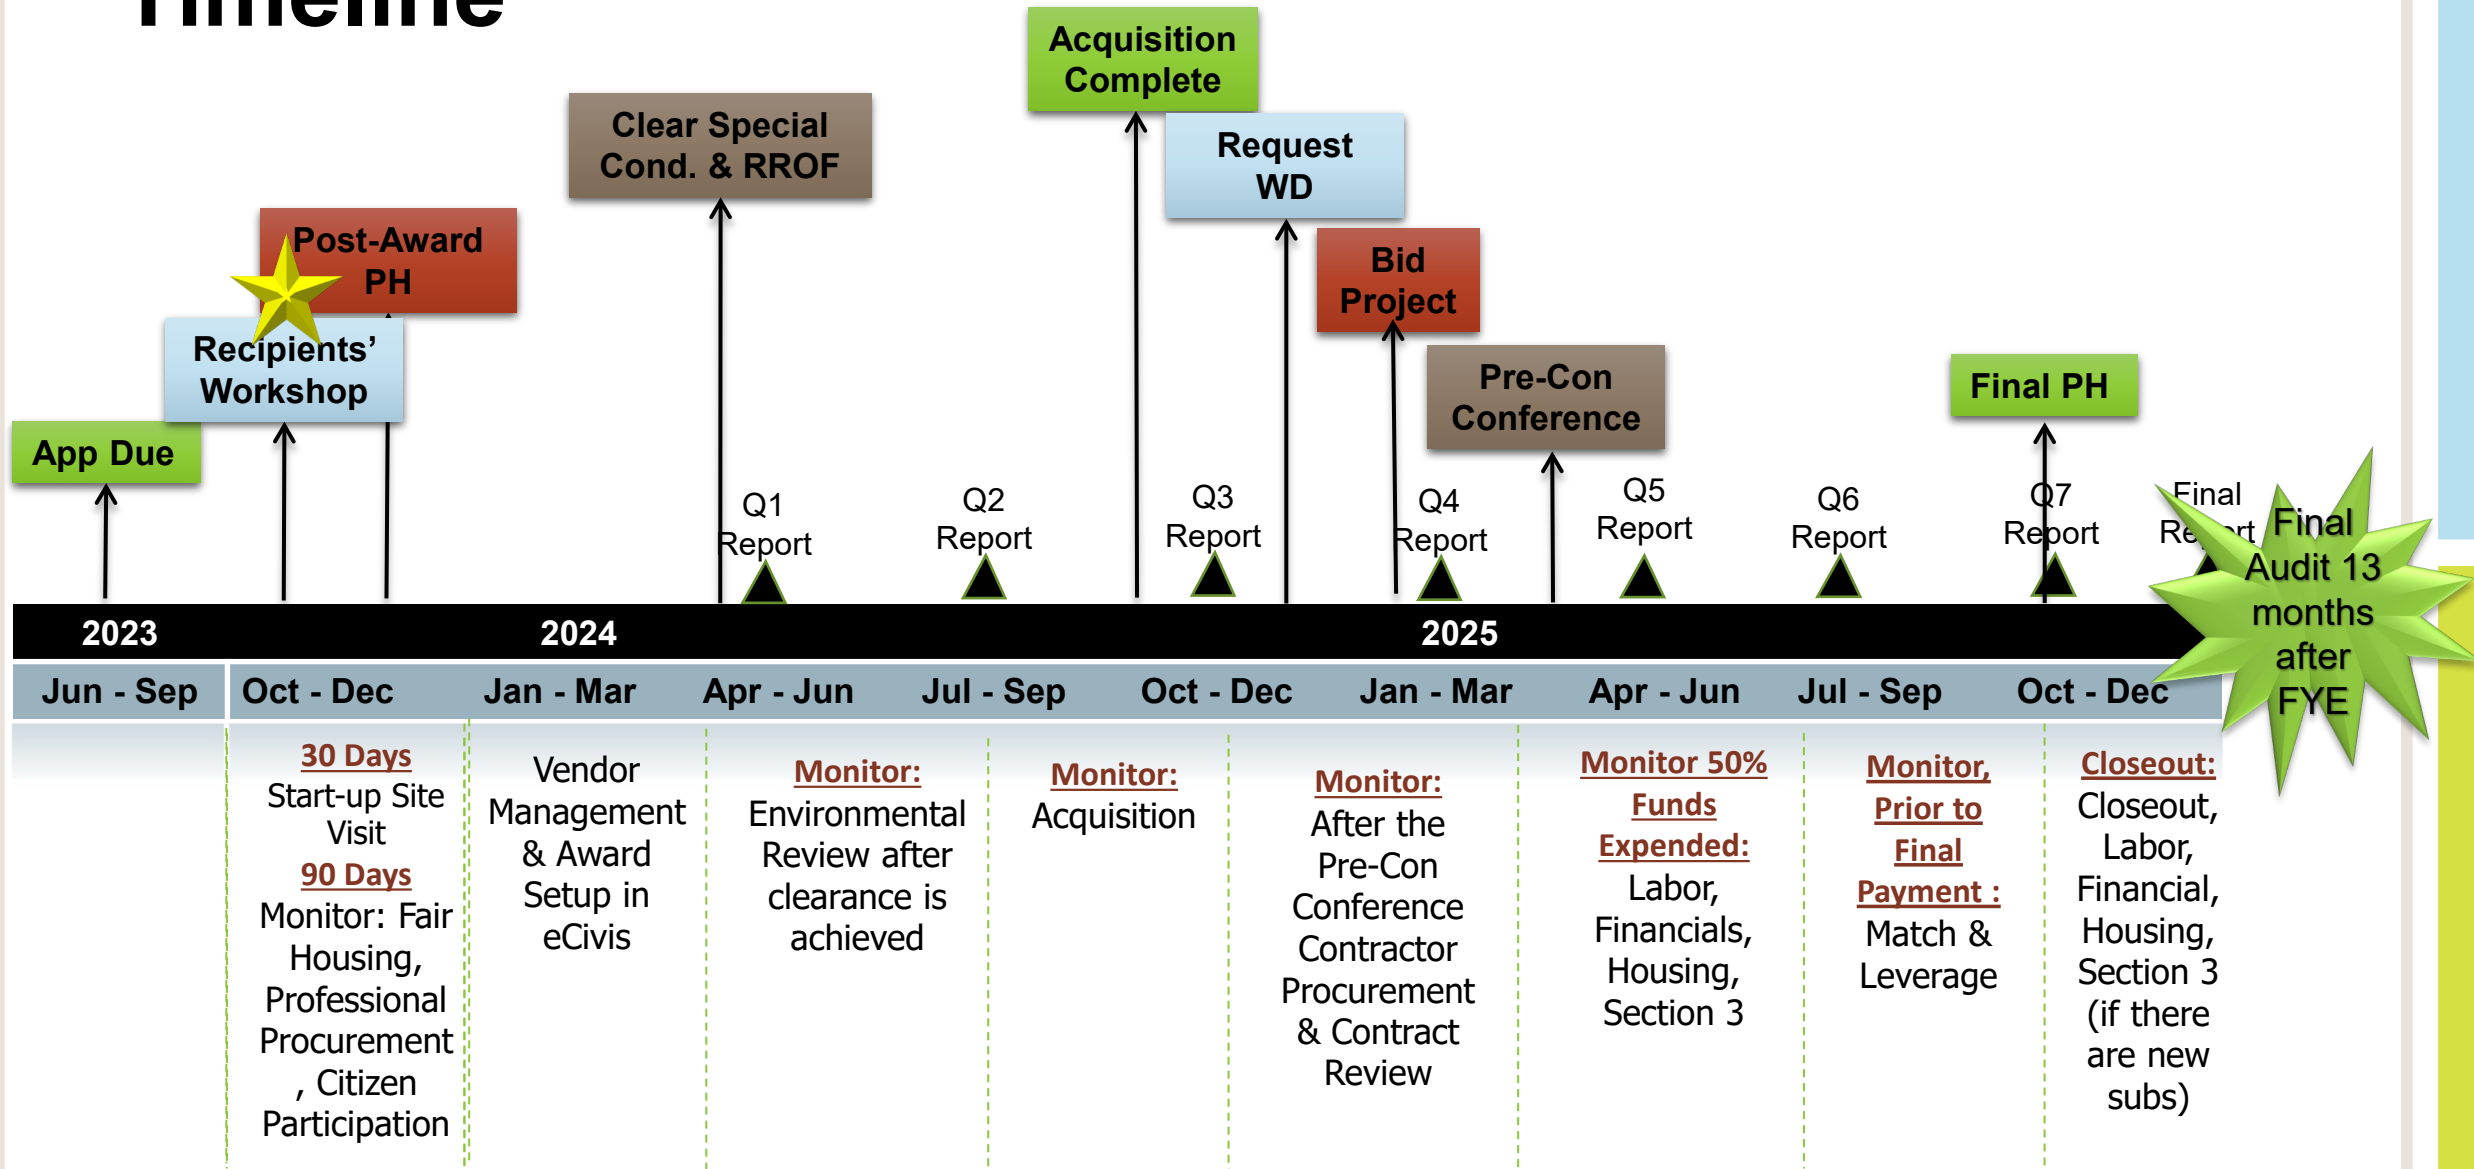 Timeline
Acquisition
Complete
Clear Special
Cond. & RROF
Request
WD
Post-Award
PH
Bid
Project
Recipients’
Workshop
Pre-Con
Conference
Final PH
App Due
Q1
Report
Q2
Report
Q3
Report
Q4
Report
Q5
Report
Q6
Report
Q7
Report
Final
Report
Final
Audit 13
months
after
FYE
2023
2024
2025
Jun - Sep
Oct - Dec
Jan - Mar
Apr - Jun
Jul - Sep
Oct - Dec
Jan - Mar
Apr - Jun
Jul - Sep
Oct - Dec
30 Days
Start-up Site
Visit
90 Days
Monitor: Fair
Housing,
Professional
Procurement
, Citizen
Participation
Vendor
Management
& Award
Setup in
eCivis
Monitor:
Environmental
Review after
clearance is
achieved
Monitor:
Acquisition
Monitor:
After the
Pre-Con
Conference
Contractor
Procurement
& Contract
Review
Monitor 50%
Funds
Expended:
Labor,
Financials,
Housing,
Section 3
Monitor,
Prior to
Final
Payment :
Match &
Leverage
Closeout:
Closeout,
Labor,
Financial,
Housing,
Section 3
(if there
are new
subs)